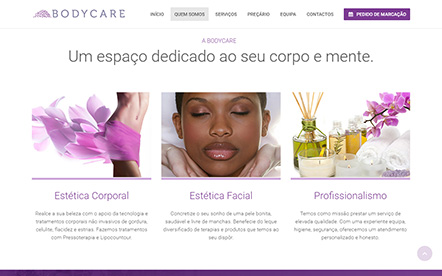 BODYCARE
INÍCIO QUEM SOMOS SERVIÇOS PREÇÁRIO EQUIPA CONTACTOS PEDIDO DE MARCAÇÃO
A BODYCARE
Um espaço dedicado ao seu corpo e mente.
Estética Corporal
Realce a sua beleza com o apoio da tecnologia e
tratamentos corporais não invasivos de gordura,
celulite, flacidez e estrias. Fazemos tratamentos
com Pressoterapia e Lipocontour.
Estética Facial
Concretize o seu sonho de uma pele bonita,
saudável e livre de manchas. Beneficie do leque
diversificado de terapias e produtos que temos ao
seu dispôr.
Profissionalismo
Temos como missão prestar um serviço de
elevada qualidade. Com uma experiente equipa,
higiene, segurança, oferecemos um atendimento
personalizado e honesto.